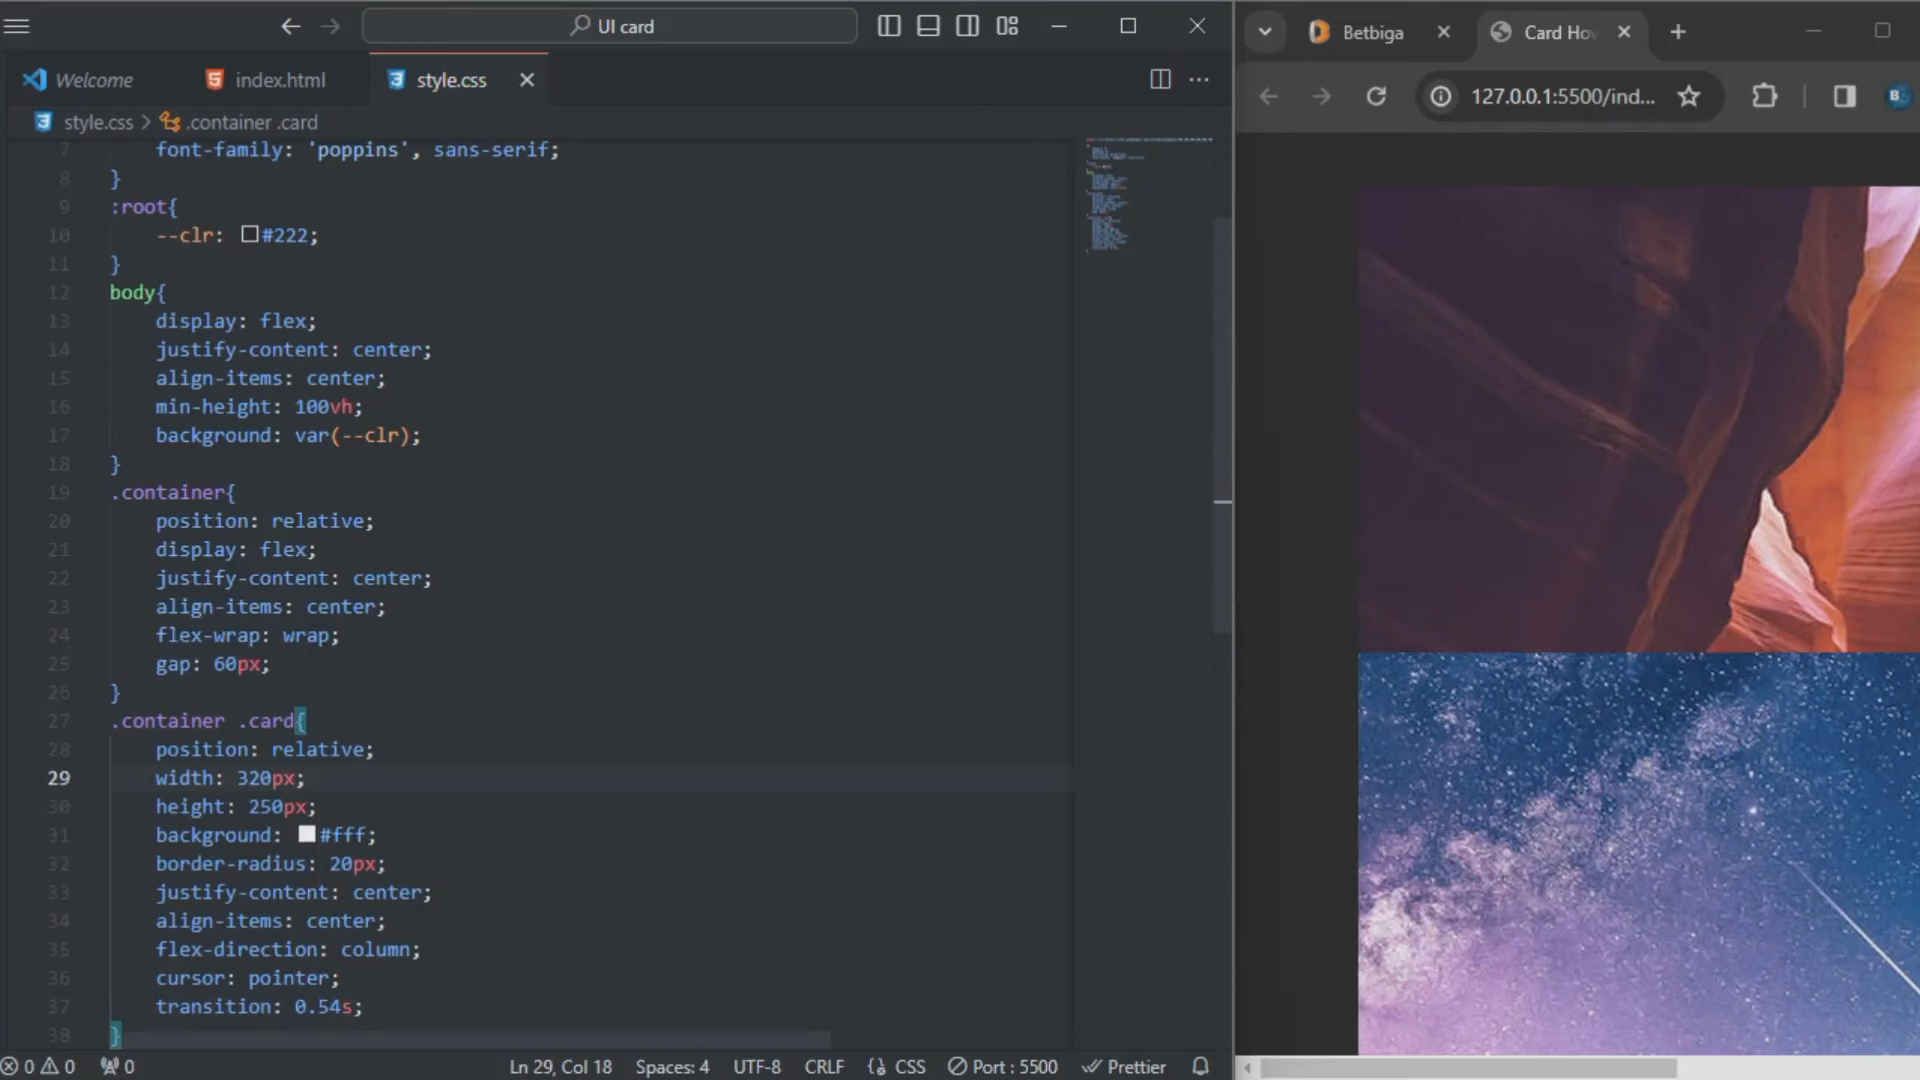 UI card
Welcome
index.html
style.css
style.css > .container .card
7 font-family: 'poppins', sans-serif;
8 }
9 :root{
10 --clr: #222;
11 }
12 body{
13 display: flex;
14 justify-content: center;
15 align-items: center;
16 min-height: 100vh;
17 background: var(--clr);
18 }
19 .container{
20 position: relative;
21 display: flex;
22 justify-content: center;
23 align-items: center;
24 flex-wrap: wrap;
25 gap: 60px;
26 }
27 .container .card{
28 position: relative;
29 width: 320px;
30 height: 250px;
31 background: #fff;
32 border-radius: 20px;
33 justify-content: center;
34 align-items: center;
35 flex-direction: column;
36 cursor: pointer;
37 transition: 0.54s;
38 }
0 0 0 Ln 29, Col 18 Spaces: 4 UTF-8 CRLF {} CSS Port : 5500 Prettier
Betbiga
Card Ho
127.0.0.1:5500/ind...